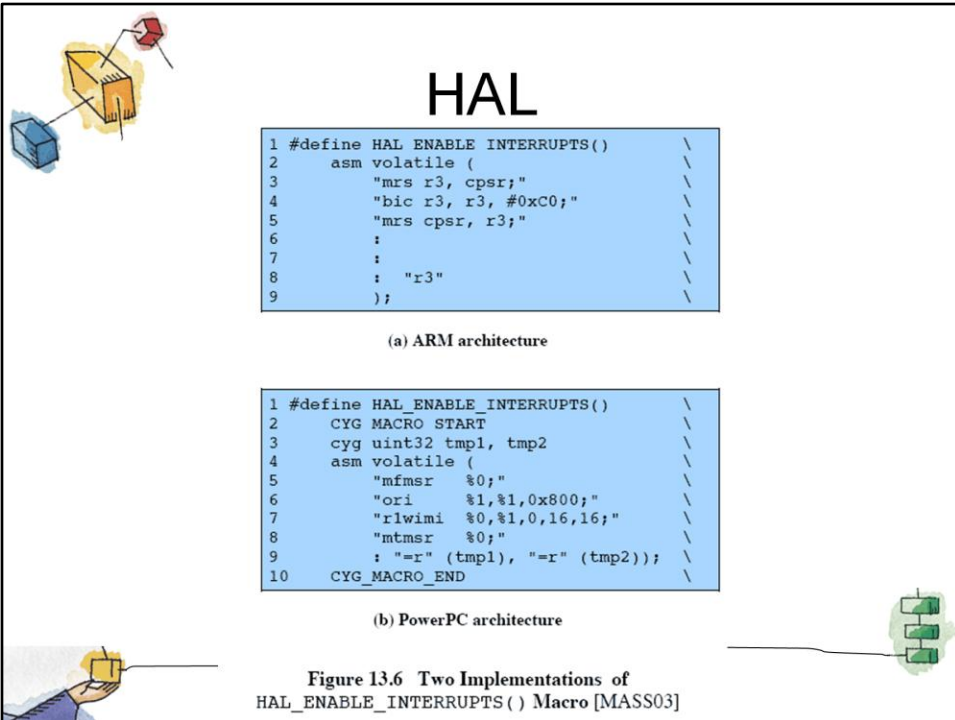 HAL
1 #define HAL ENABLE INTERRUPTS() \
2 asm volatile ( \
3 "mrs r3, cpsr;" \
4 "bic r3, r3, #0xC0;" \
5 "mrs cpsr, r3;" \
6 : \
7 : \
8 : "r3" \
9 ); \
(a) ARM architecture
1 #define HAL_ENABLE_INTERRUPTS() \
2 CYG MACRO START \
3 cyg uint32 tmp1, tmp2 \
4 asm volatile ( \
5 "mfmsr %0;" \
6 "ori %1,%1,0x800;" \
7 "r1wimi %0,%1,0,16,16;" \
8 "mtmsr %0;" \
9 : "=r" (tmp1), "=r" (tmp2)); \
10 CYG_MACRO_END \
(b) PowerPC architecture
Figure 13.6 Two Implementations of
HAL_ENABLE_INTERRUPTS() Macro [MASS03]